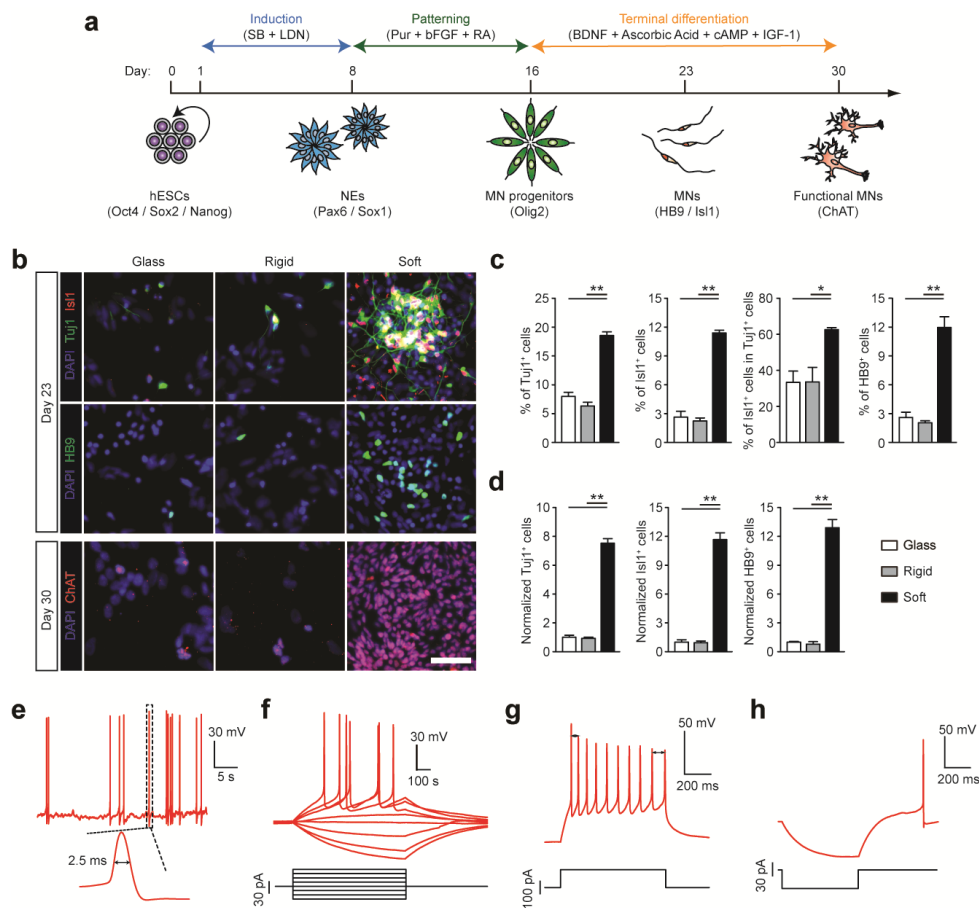 a
Induction
(SB + LDN)
Patterning
(Pur + bFGF + RA)
Terminal differentiation
(BDNF + Ascorbic Acid + cAMP + IGF-1)
Day: 0 1 8 16 23 30
hESCs
(Oct4 / Sox2 / Nanog)
NEs
(Pax6 / Sox1)
MN progenitors
(Olig2)
MNs
(HB9 / Isl1)
Functional MNs
(ChAT)
b
Glass Rigid Soft
Day 23
DAPI Tuj1 Isl1
DAPI HB9
Day 30
DAPI ChAT
c
% of Tuj1+ cells
25
20
15
10
5
0
**
% of Isl1+ cells
15
12
9
6
3
0
**
% of Isl1+ cells in Tuj1+ cells
80
60
40
20
0
*
% of HB9+ cells
15
12
9
6
3
0
**
d
Normalized Tuj1+ cells
10
8
6
4
2
0
**
Normalized Isl1+ cells
15
12
9
6
3
0
**
Normalized HB9+ cells
15
12
9
6
3
0
**
Glass
Rigid
Soft
e
30 mV
5 s
2.5 ms
f
30 mV
100 s
30 pA
g
50 mV
200 ms
100 pA
h
50 mV
200 ms
30 pA